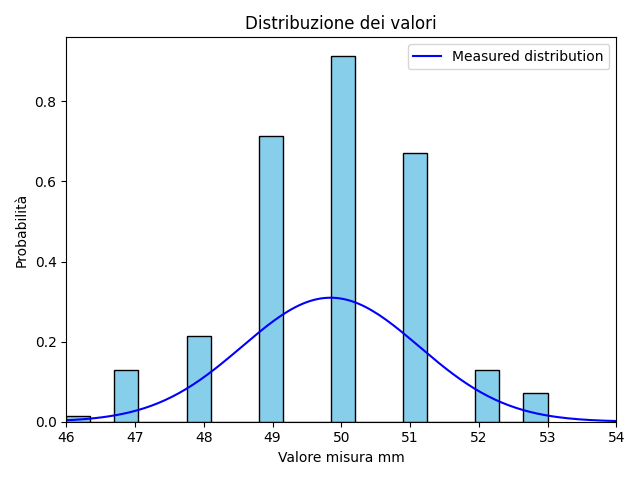 Distribuzione dei valori
Measured distribution
Probabilità
0.8
0.6
0.4
0.2
0.0
46 47 48 49 50 51 52 53 54
Valore misura mm